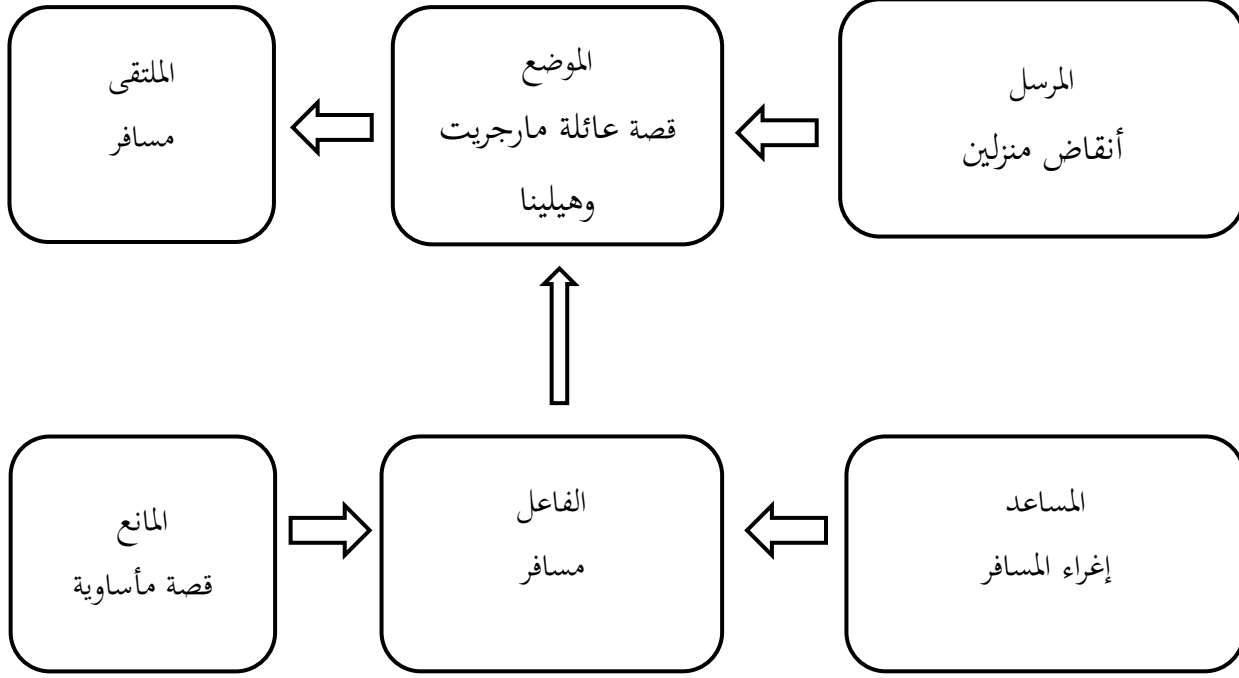 المرسل
أنقاض منزلين
الموضع
قصة عائلة مارجريت
وهيلينا
الملتقى
مسافر
المساعد
إغراء المسافر
الفاعل
مسافر
المانع
قصة مأساوية